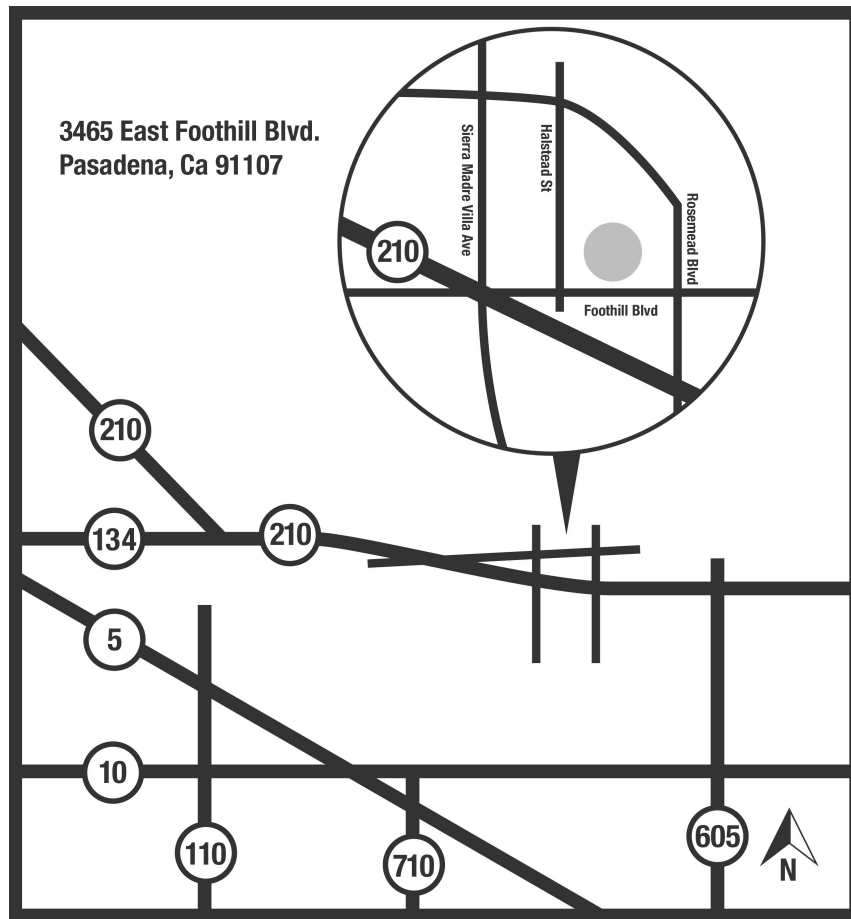 3465 East Foothill Blvd.
Pasadena, Ca 91107
Sierra Madre Villa Ave
Halstead St
Rosemead Blvd
210
Foothill Blvd
210
134
210
5
10
110
710
605
N